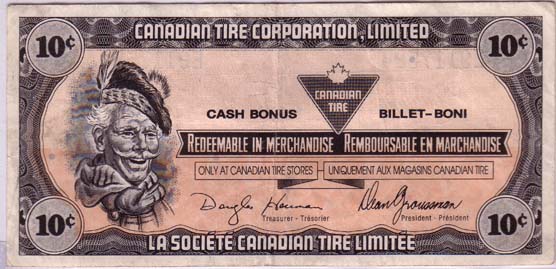 10¢ CANADIAN TIRE CORPORATION, LIMITED 10¢
CANADIAN
TIRE
CASH BONUS BILLET-BONI
REDEEMABLE IN MERCHANDISE REMBOURSABLE EN MARCHANDISE
ONLY AT CANADIAN TIRE STORES UNIQUEMENT AUX MAGASINS CANADIAN TIRE
Treasurer - Trésorier President - Président
10¢ LA SOCIÉTÉ CANADIAN TIRE LIMITÉE 10¢